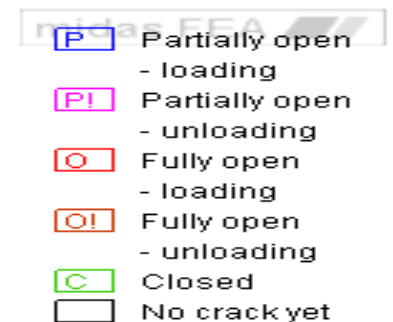 midas FEA
P Partially open
- loading
P! Partially open
- unloading
O Fully open
- loading
O! Fully open
- unloading
C Closed
No crack yet